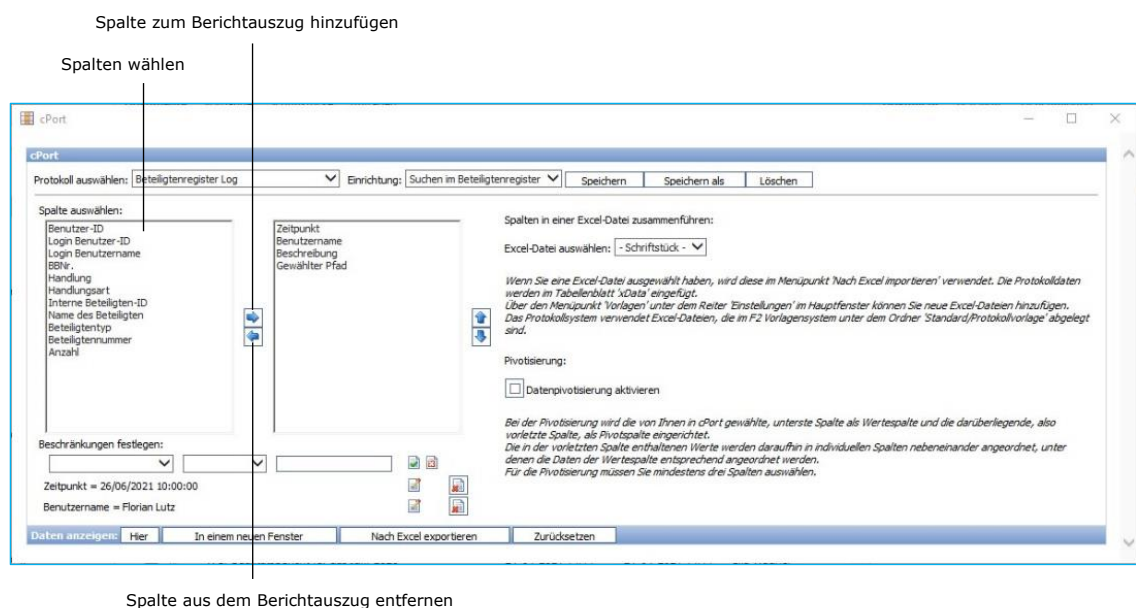 Spalte zum Berichtauszug hinzufügen
Spalten wählen
cPort
cPort
Protokoll auswählen: Beteiligtenregister Log Einrichtung: Suchen im Beteiligtenregister Speichern Speichern als Löschen
Spalte auswählen:
Benutzer-ID
Login Benutzer-ID
Login Benutzername
BBNr.
Handlung
Handlungsart
Interne Beteiligten-ID
Name des Beteiligten
Beteiligtentyp
Beteiligtennummer
Anzahl
Zeitpunkt
Benutzername
Beschreibung
Gewählter Pfad
Spalten in einer Excel-Datei zusammenführen:
Excel-Datei auswählen: - Schriftstück -
Wenn Sie eine Excel-Datei ausgewählt haben, wird diese im Menüpunkt 'Nach Excel importieren' verwendet. Die Protokolldaten
werden im Tabellenblatt 'xData' eingefügt.
Über den Menüpunkt 'Vorlagen' unter dem Reiter 'Einstellungen' im Hauptfenster können Sie neue Excel-Dateien hinzufügen.
Das Protokollsystem verwendet Excel-Dateien, die im F2 Vorlagensystem unter dem Ordner 'Standard/Protokollvorlage' abgelegt
sind.
Pivotisierung:
Datenpivotisierung aktivieren
Bei der Pivotisierung wird die von Ihnen in cPort gewählte, unterste Spalte als Wertespalte und die darüberliegende, also
vorletzte Spalte, als Pivotspalte eingerichtet.
Die in der vorletzten Spalte enthaltenen Werte werden daraufhin in individuellen Spalten nebeneinander angeordnet, unter
denen die Daten der Wertespalte entsprechend angeordnet werden.
Für die Pivotisierung müssen Sie mindestens drei Spalten auswählen.
Beschränkungen festlegen:
Zeitpunkt = 26/06/2021 10:00:00
Benutzername = Florian Lutz
Daten anzeigen: Hier In einem neuen Fenster Nach Excel exportieren Zurücksetzen
Spalte aus dem Berichtauszug entfernen